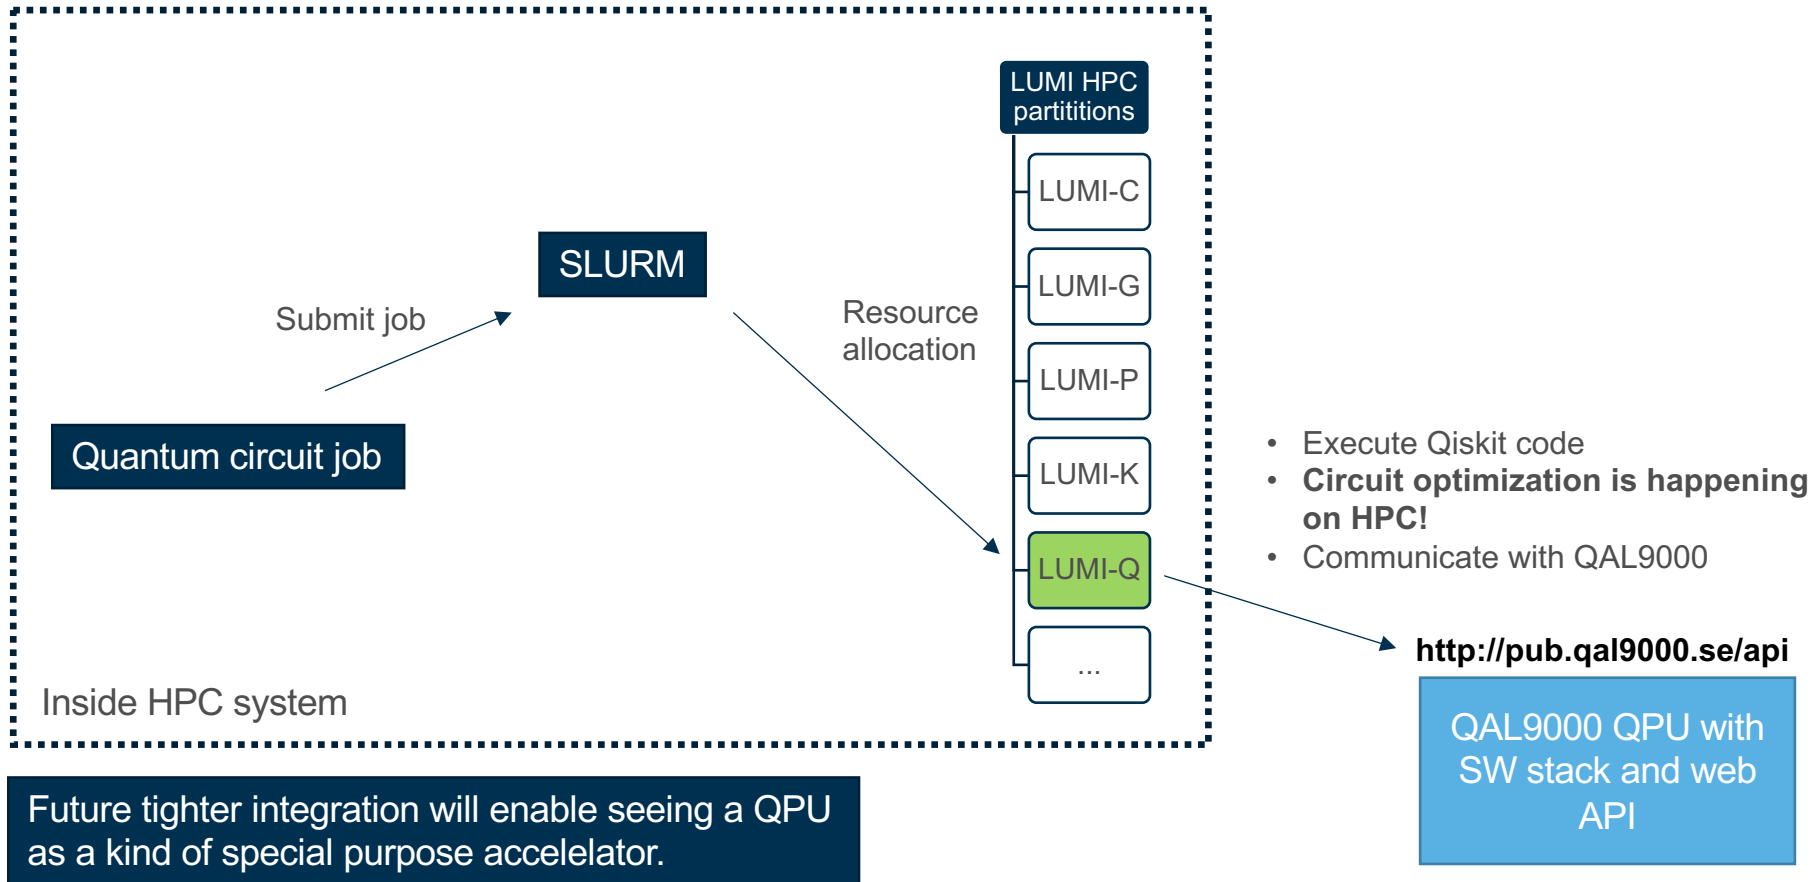 LUMI HPC
partititions
LUMI-C
LUMI-G
LUMI-P
LUMI-K
LUMI-Q
...
SLURM
Submit job
Resource
allocation
Quantum circuit job
• Execute Qiskit code
• Circuit optimization is happening
on HPC!
• Communicate with QAL9000
http://pub.qal9000.se/api
QAL9000 QPU with
SW stack and web
API
Inside HPC system
Future tighter integration will enable seeing a QPU
as a kind of special purpose accelelator.